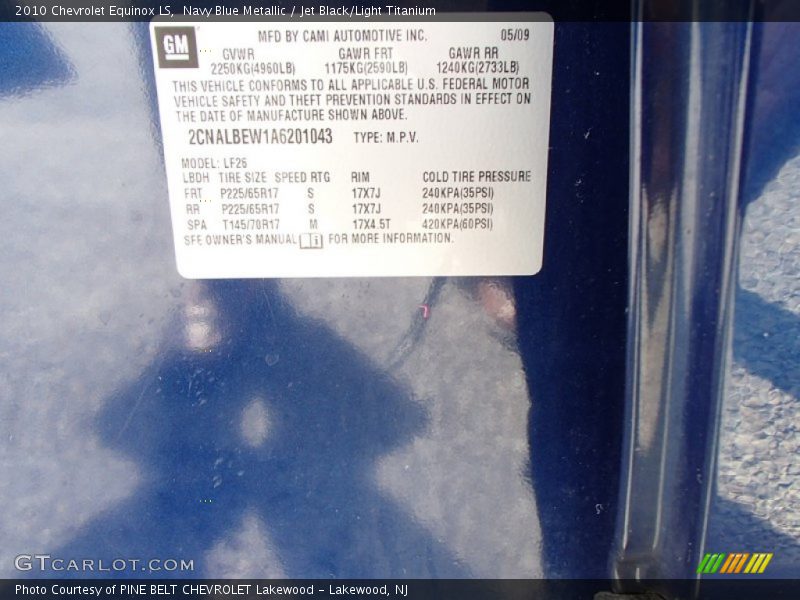 2010 Chevrolet Equinox LS, Navy Blue Metallic / Jet Black/Light Titanium
GM
MFD BY CAMI AUTOMOTIVE INC. 05/09
GVWR GAWR FRT GAWR RR
2250KG(4960LB) 1175KG(2590LB) 1240KG(2733LB)
THIS VEHICLE CONFORMS TO ALL APPLICABLE U.S. FEDERAL MOTOR
VEHICLE SAFETY AND THEFT PREVENTION STANDARDS IN EFFECT ON
THE DATE OF MANUFACTURE SHOWN ABOVE.
2CNALBEW1A6201043 TYPE: M.P.V.
MODEL: LF26
LBDH TIRE SIZE SPEED RTG RIM COLD TIRE PRESSURE
FRT P225/65R17 S 17X7J 240KPA(35PSI)
RR P225/65R17 S 17X7J 240KPA(35PSI)
SPA T145/70R17 M 17X4.5T 420KPA(60PSI)
SEE OWNER'S MANUAL FOR MORE INFORMATION.
GTCARLOT.COM
Photo Courtesy of PINE BELT CHEVROLET Lakewood - Lakewood, NJ